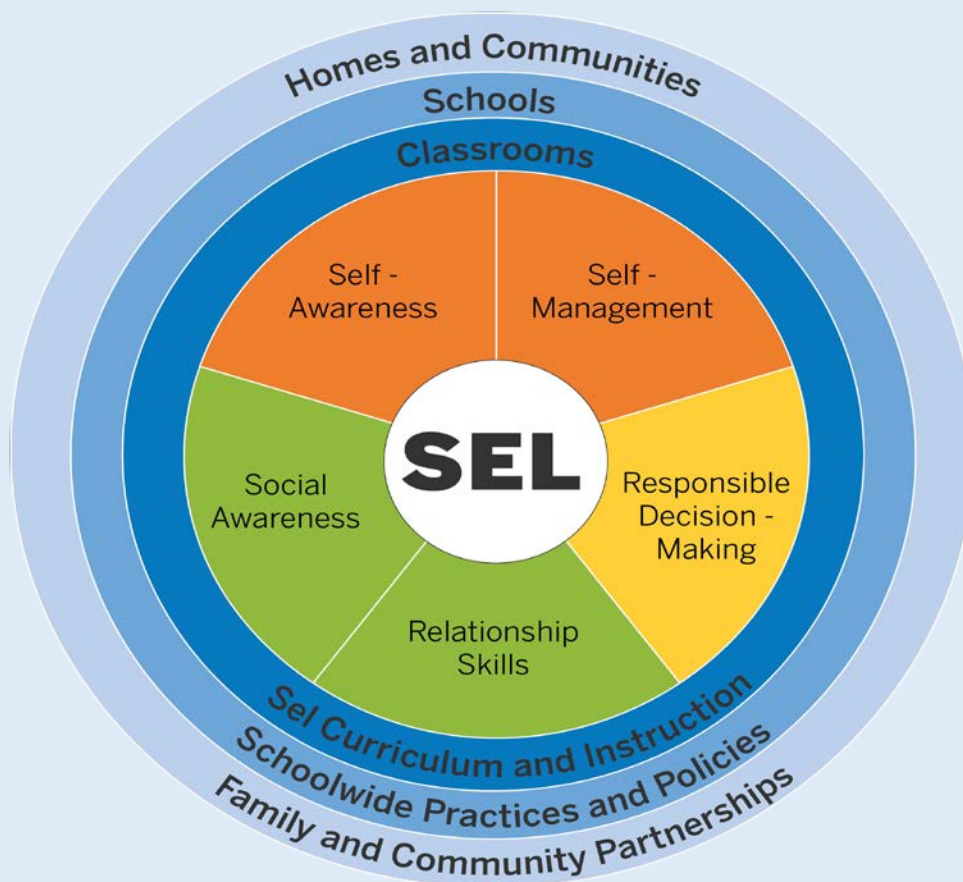 Homes and Communities
Schools
Classrooms
Self -
Awareness
Self -
Management
SEL
Social
Awareness
Responsible
Decision -
Making
Relationship
Skills
Sel Curriculum and Instruction
Schoolwide Practices and Policies
Family and Community Partnerships